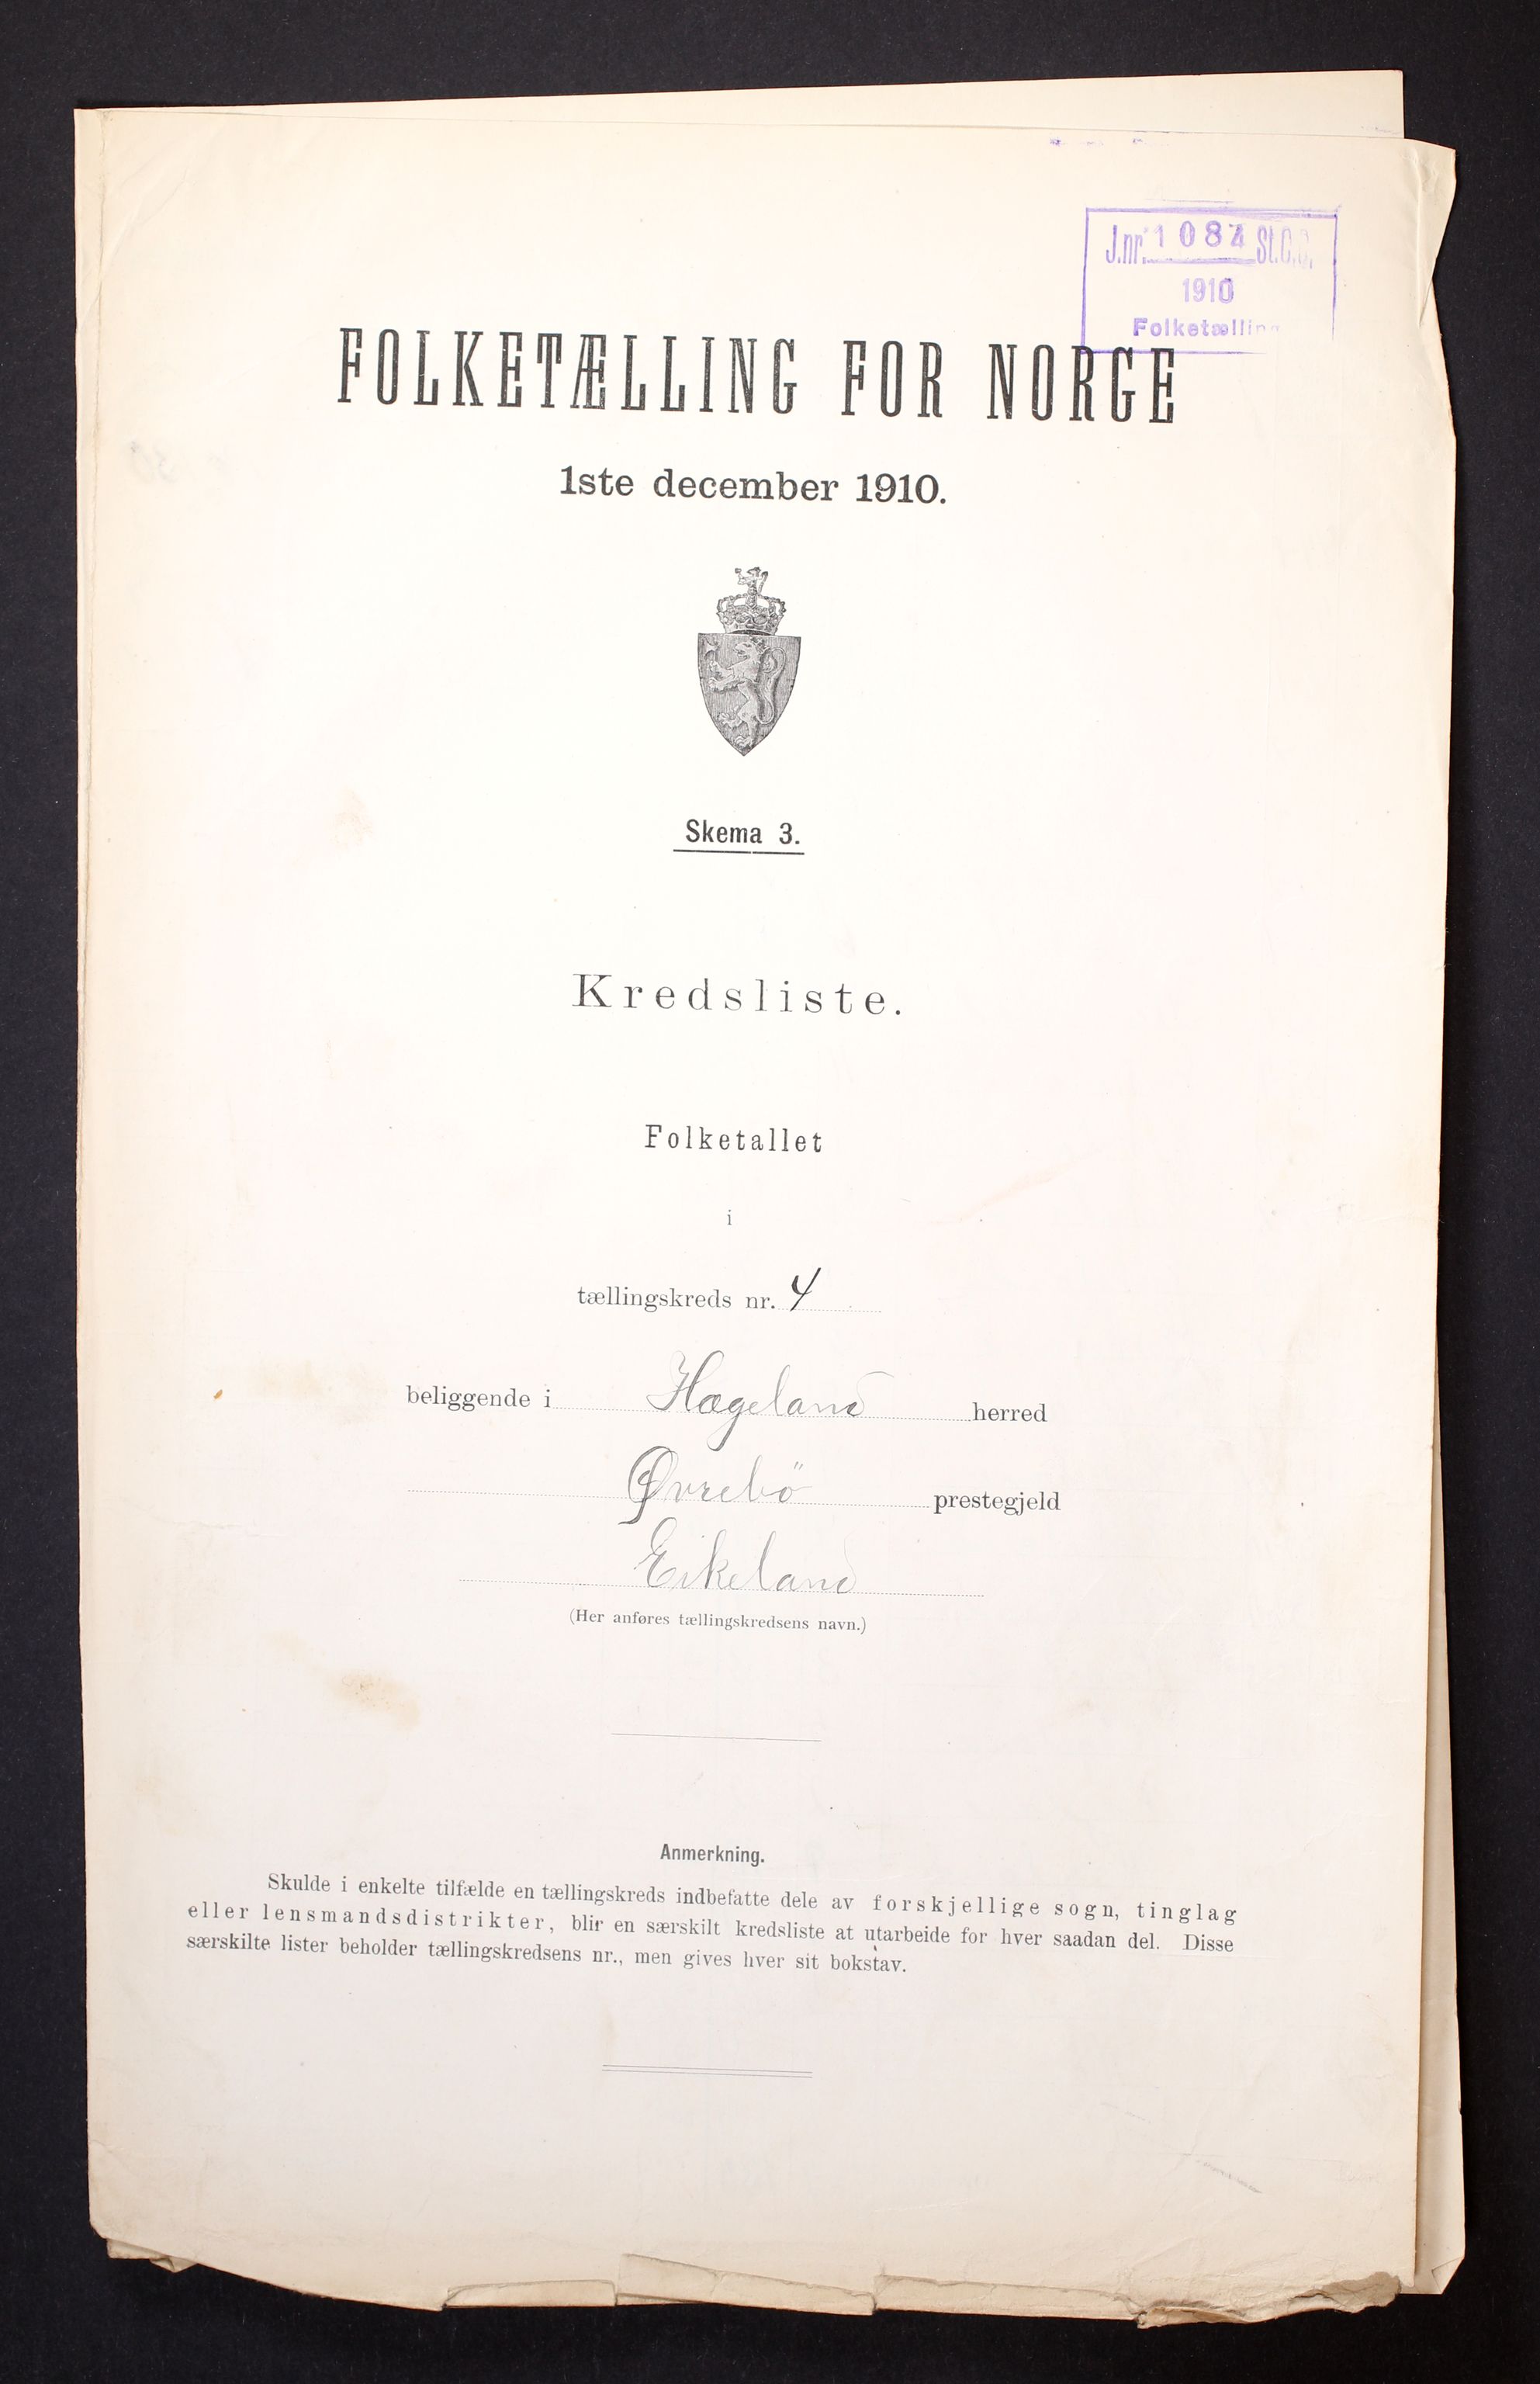 J.nr. 1084 St.C.B.
1910
Folketælling
FOLKETÆLLING FOR NORGE
1ste december 1910.
Skema 3.
Kredsliste.
Folketallet
i
tællingskreds nr. 4
beliggende i Hægeland herred
Øvrebö prestegjeld
Eikeland
(Her anføres tællingskredsens navn.)
Anmerkning.
Skulde i enkelte tilfælde en tællingskreds indbefatte dele av forskjellige sogn, tinglag
eller lensmandsdistrikter, blir en særskilt kredsliste at utarbeide for hver saadan del. Disse
særskilte lister beholder tællingskredsens nr., men gives hver sit bokstav.